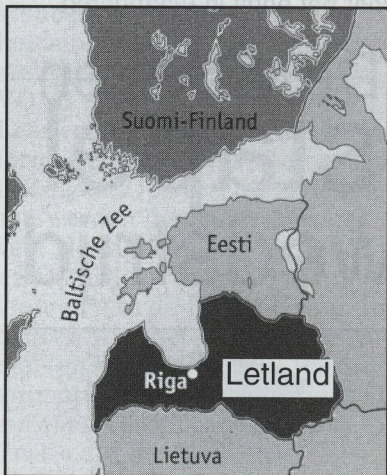 Suomi-Finland
Baltische Zee
Eesti
Riga
Letland
Lietuva